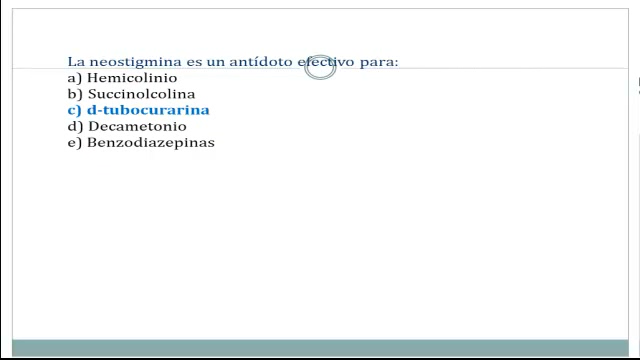 La neostigmina es un antídoto efectivo para:
a) Hemicolinio
b) Succinolcolina
c) d-tubocurarina
d) Decametonio
e) Benzodiazepinas